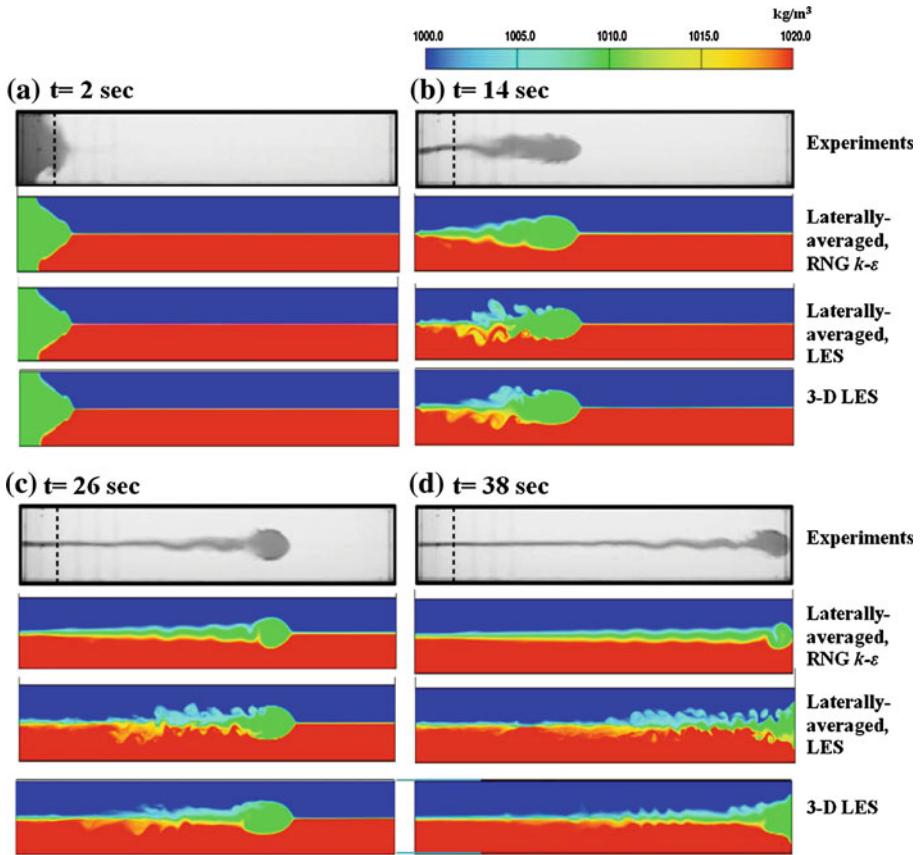 kg/m³
1000.0 1005.0 1010.0 1015.0 1020.0
(a) t= 2 sec
(b) t= 14 sec
Experiments
Laterally-
averaged,
RNG k-ε
Laterally-
averaged,
LES
3-D LES
(c) t= 26 sec
(d) t= 38 sec
Experiments
Laterally-
averaged,
RNG k-ε
Laterally-
averaged,
LES
3-D LES